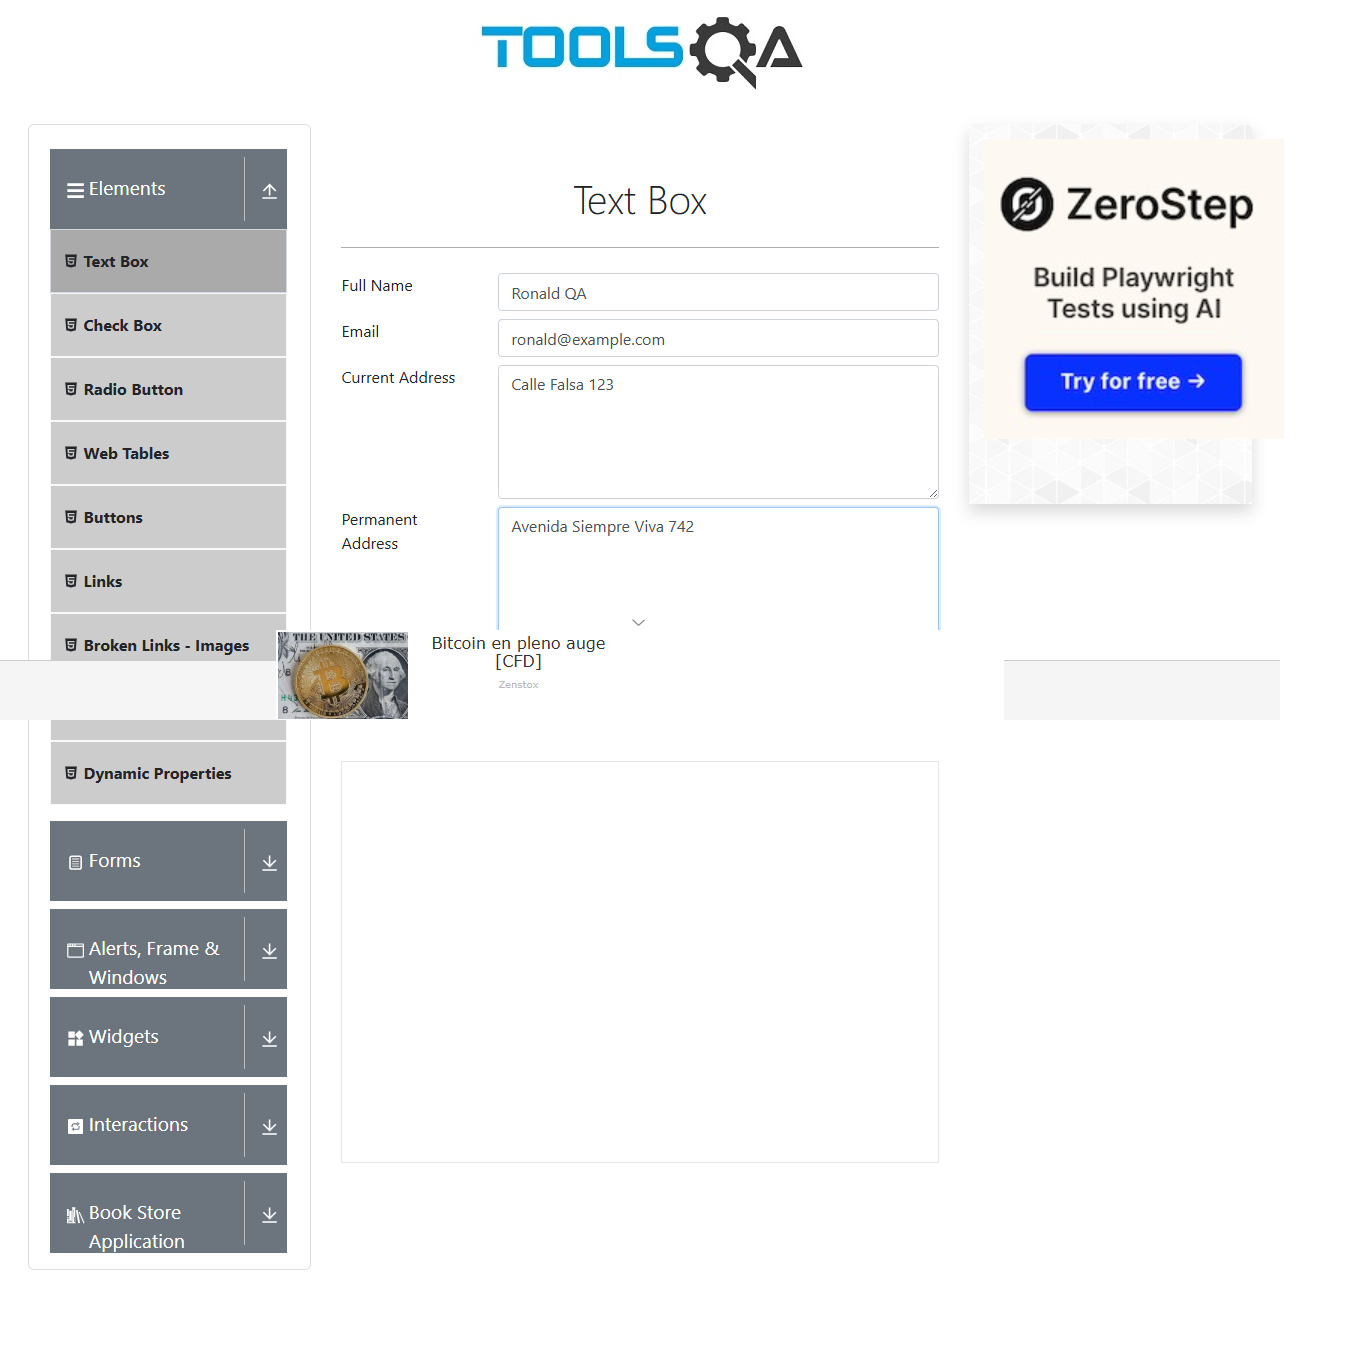 TOOLSQA
Elements
Text Box
Check Box
Radio Button
Web Tables
Buttons
Links
Broken Links - Images
Dynamic Properties
Forms
Alerts, Frame &
Windows
Widgets
Interactions
Book Store
Application
Text Box
Full Name
Ronald QA
Email
ronald@example.com
Current Address
Calle Falsa 123
Permanent
Address
Avenida Siempre Viva 742
THE UNITED STATES
Bitcoin en pleno auge
[CFD]
Zenstox
ZeroStep
Build Playwright
Tests using AI
Try for free →